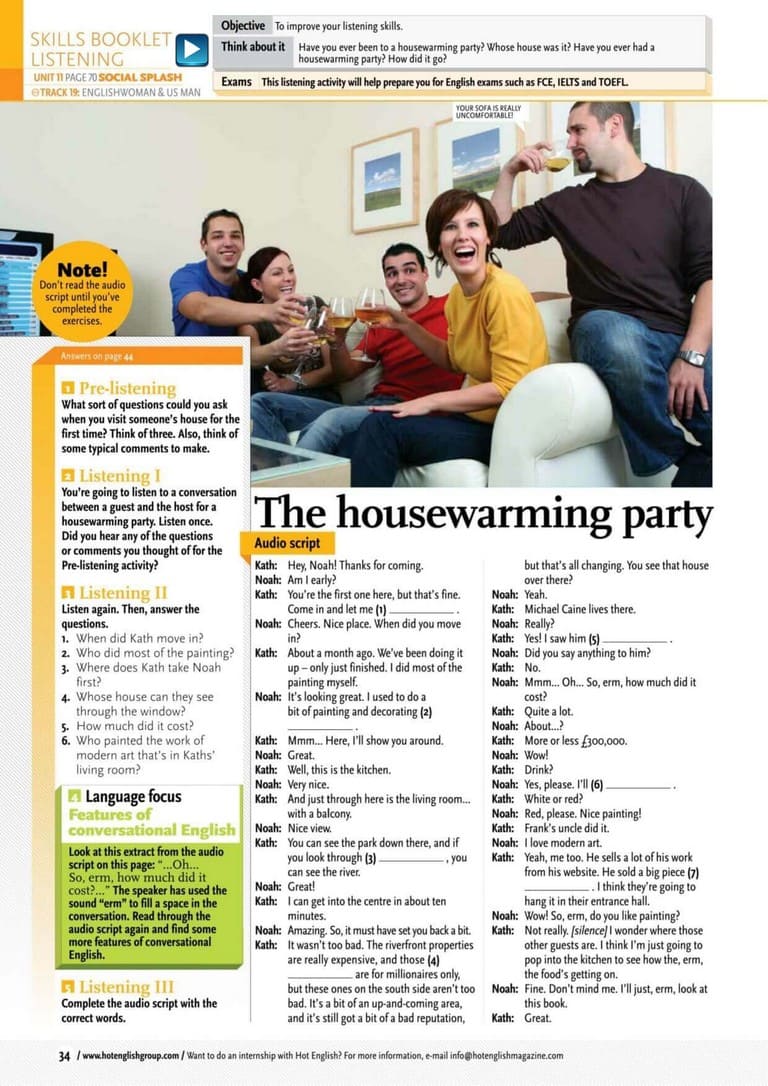 SKILLS BOOKLET
LISTENING
UNIT 11 PAGE 70 SOCIAL SPLASH
TRACK 19: ENGLISHWOMAN & US MAN
Objective To improve your listening skills.
Think about it Have you ever been to a housewarming party? Whose house was it? Have you ever had a
housewarming party? How did it go?
Exams This listening activity will help prepare you for English exams such as FCE, IELTS and TOEFL.
YOUR SOFA IS REALLY
UNCOMFORTABLE!
Note!
Don't read the audio
script until you've
completed the
exercises.
Answers on page 44
1 Pre-listening
What sort of questions could you ask
when you visit someone's house for the
first time? Think of three. Also, think of
some typical comments to make.
2 Listening I
You're going to listen to a conversation
between a guest and the host for a
housewarming party. Listen once.
Did you hear any of the questions
or comments you thought of for the
Pre-listening activity?
3 Listening II
Listen again. Then, answer the
questions.
1. When did Kath move in?
2. Who did most of the painting?
3. Where does Kath take Noah
first?
4. Whose house can they see
through the window?
5. How much did it cost?
6. Who painted the work of
modern art that's in Kaths'
living room?
4 Language focus
Features of
conversational English
Look at this extract from the audio
script on this page: "...Oh...
So, erm, how much did it
cost?..." The speaker has used the
sound "erm" to fill a space in the
conversation. Read through the
audio script again and find some
more features of conversational
English.
5 Listening III
Complete the audio script with the
correct words.
The housewarming party
Audio script
Kath: Hey, Noah! Thanks for coming.
Noah: Am I early?
Kath: You're the first one here, but that's fine.
Come in and let me (1) ____________ .
Noah: Cheers. Nice place. When did you move
in?
Kath: About a month ago. We've been doing it
up – only just finished. I did most of the
painting myself.
Noah: It's looking great. I used to do a
bit of painting and decorating (2)
____________ .
Kath: Mmm... Here, I'll show you around.
Noah: Great.
Kath: Well, this is the kitchen.
Noah: Very nice.
Kath: And just through here is the living room...
with a balcony.
Noah: Nice view.
Kath: You can see the park down there, and if
you look through (3) ____________ , you
can see the river.
Noah: Great!
Kath: I can get into the centre in about ten
minutes.
Noah: Amazing. So, it must have set you back a bit.
Kath: It wasn't too bad. The riverfront properties
are really expensive, and those (4)
____________ are for millionaires only,
but these ones on the south side aren't too
bad. It's a bit of an up-and-coming area,
and it's still got a bit of a bad reputation,
but that's all changing. You see that house
over there?
Noah: Yeah.
Kath: Michael Caine lives there.
Noah: Really?
Kath: Yes! I saw him (5) ____________ .
Noah: Did you say anything to him?
Kath: No.
Noah: Mmm... Oh... So, erm, how much did it
cost?
Kath: Quite a lot.
Noah: About...?
Kath: More or less £300,000.
Noah: Wow!
Kath: Drink?
Noah: Yes, please. I'll (6) ____________ .
Kath: White or red?
Noah: Red, please. Nice painting!
Kath: Frank's uncle did it.
Noah: I love modern art.
Kath: Yeah, me too. He sells a lot of his work
from his website. He sold a big piece (7)
____________ . I think they're going to
hang it in their entrance hall.
Noah: Wow! So, erm, do you like painting?
Kath: Not really. [silence] I wonder where those
other guests are. I think I'm just going to
pop into the kitchen to see how the, erm,
the food's getting on.
Noah: Fine. Don't mind me. I'll just, erm, look at
this book.
Kath: Great.
34 / www.hotenglishgroup.com / Want to do an internship with Hot English? For more information, e-mail info@hotenglishmagazine.com